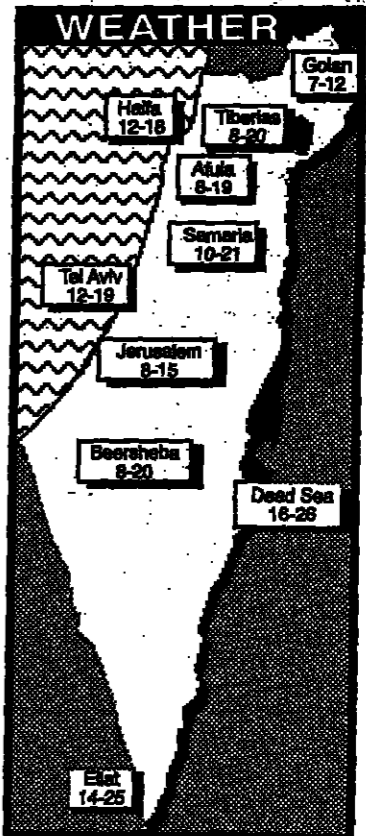 WEATHER
Golan
7-12
Haifa
12-18
Tiberias
8-20
Afula
8-19
Samaria
10-21
Tel Aviv
12-19
Jerusalem
8-15
Beersheba
8-20
Dead Sea
16-26
Eilat
14-25